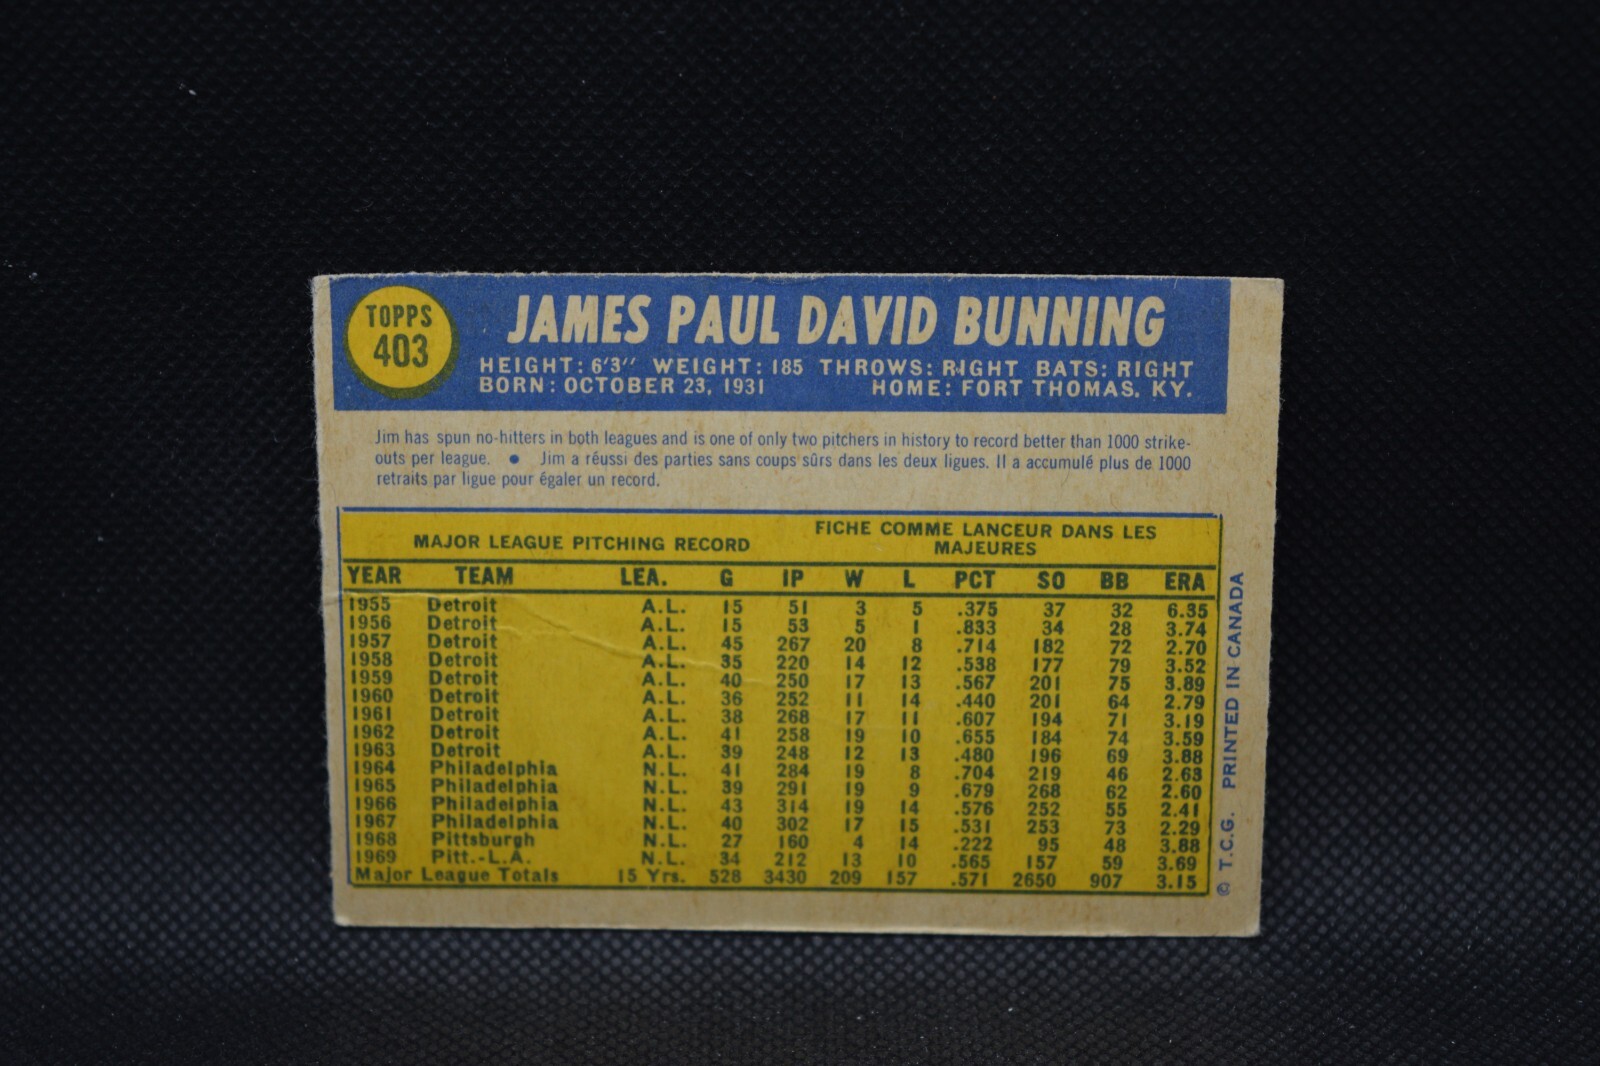 TOPPS
403
JAMES PAUL DAVID BUNNING
HEIGHT: 6'3" WEIGHT: 185 THROWS: RIGHT BATS: RIGHT
BORN: OCTOBER 23, 1931 HOME: FORT THOMAS, KY.
Jim has spun no-hitters in both leagues and is one of only two pitchers in history to record better than 1000 strike-
outs per league. ● Jim a réussi des parties sans coups sûrs dans les deux ligues. Il a accumulé plus de 1000
retraits par ligue pour égaler un record.
MAJOR LEAGUE PITCHING RECORD
FICHE COMME LANCEUR DANS LES
MAJEURES
YEAR TEAM LEA. G IP W L PCT SO BB ERA
1955 Detroit A.L. 15 51 3 5 .375 37 32 6.35
1956 Detroit A.L. 15 53 5 1 .833 34 28 3.74
1957 Detroit A.L. 45 267 20 8 .714 182 72 2.70
1958 Detroit A.L. 35 220 14 12 .538 177 79 3.52
1959 Detroit A.L. 40 250 17 13 .567 201 75 3.89
1960 Detroit A.L. 36 252 11 14 .440 201 64 2.79
1961 Detroit A.L. 38 268 17 11 .607 194 71 3.19
1962 Detroit A.L. 41 258 19 10 .655 184 74 3.59
1963 Detroit A.L. 39 248 12 13 .480 196 69 3.88
1964 Philadelphia N.L. 41 284 19 8 .704 219 46 2.63
1965 Philadelphia N.L. 39 291 19 9 .679 268 62 2.60
1966 Philadelphia N.L. 43 314 19 14 .576 252 55 2.41
1967 Philadelphia N.L. 40 302 17 15 .531 253 73 2.29
1968 Pittsburgh N.L. 27 160 4 14 .222 95 48 3.88
1969 Pitt.-L.A. N.L. 34 212 13 10 .565 157 59 3.69
Major League Totals 15 Yrs. 528 3430 209 157 .571 2650 907 3.15
© T.C.G. PRINTED IN CANADA